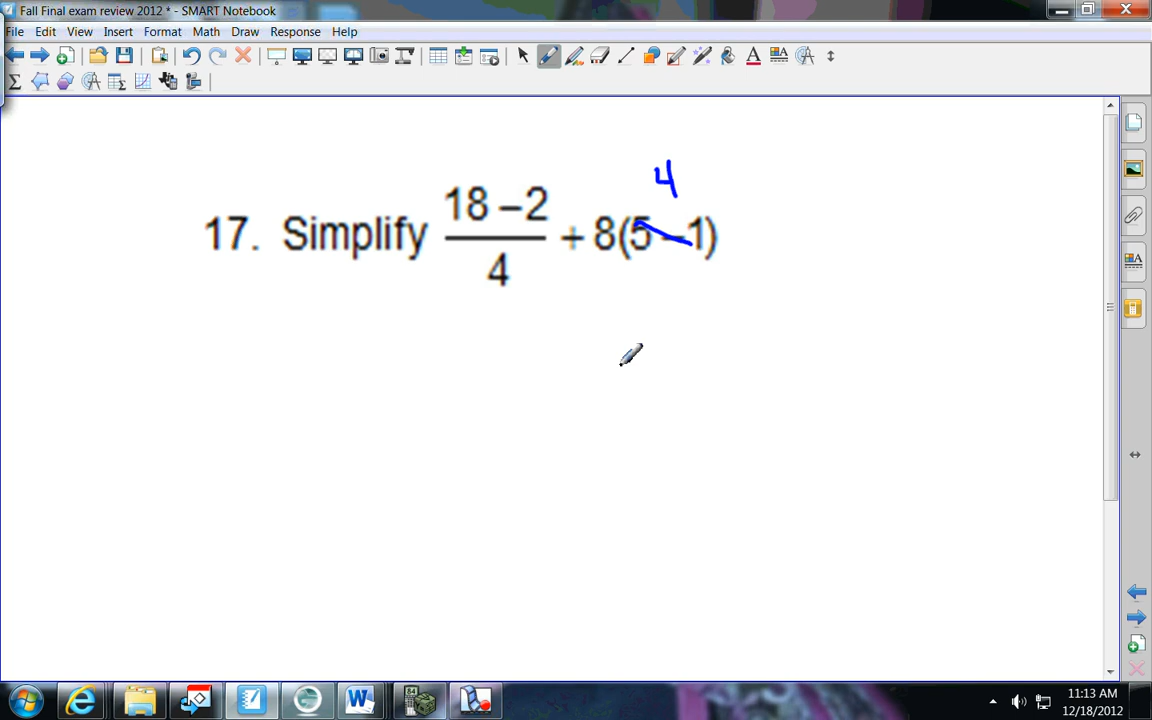 Fall Final exam review 2012 * - SMART Notebook
File Edit View Insert Format Math Draw Response Help
4
17. Simplify 18 – 2 / 4 + 8(5 – 1)
11:13 AM
12/18/2012